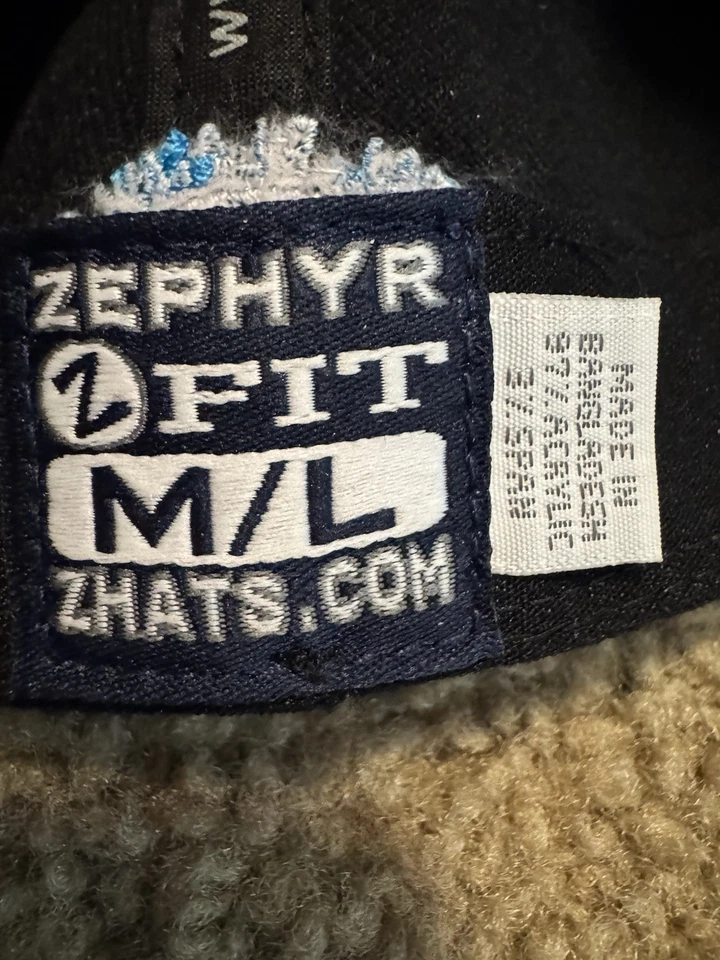 ZEPHYR
Z FIT
M/L
ZHATS.COM
MADE IN
BANGLADESH
97%ACRYLIC
3%SPAN